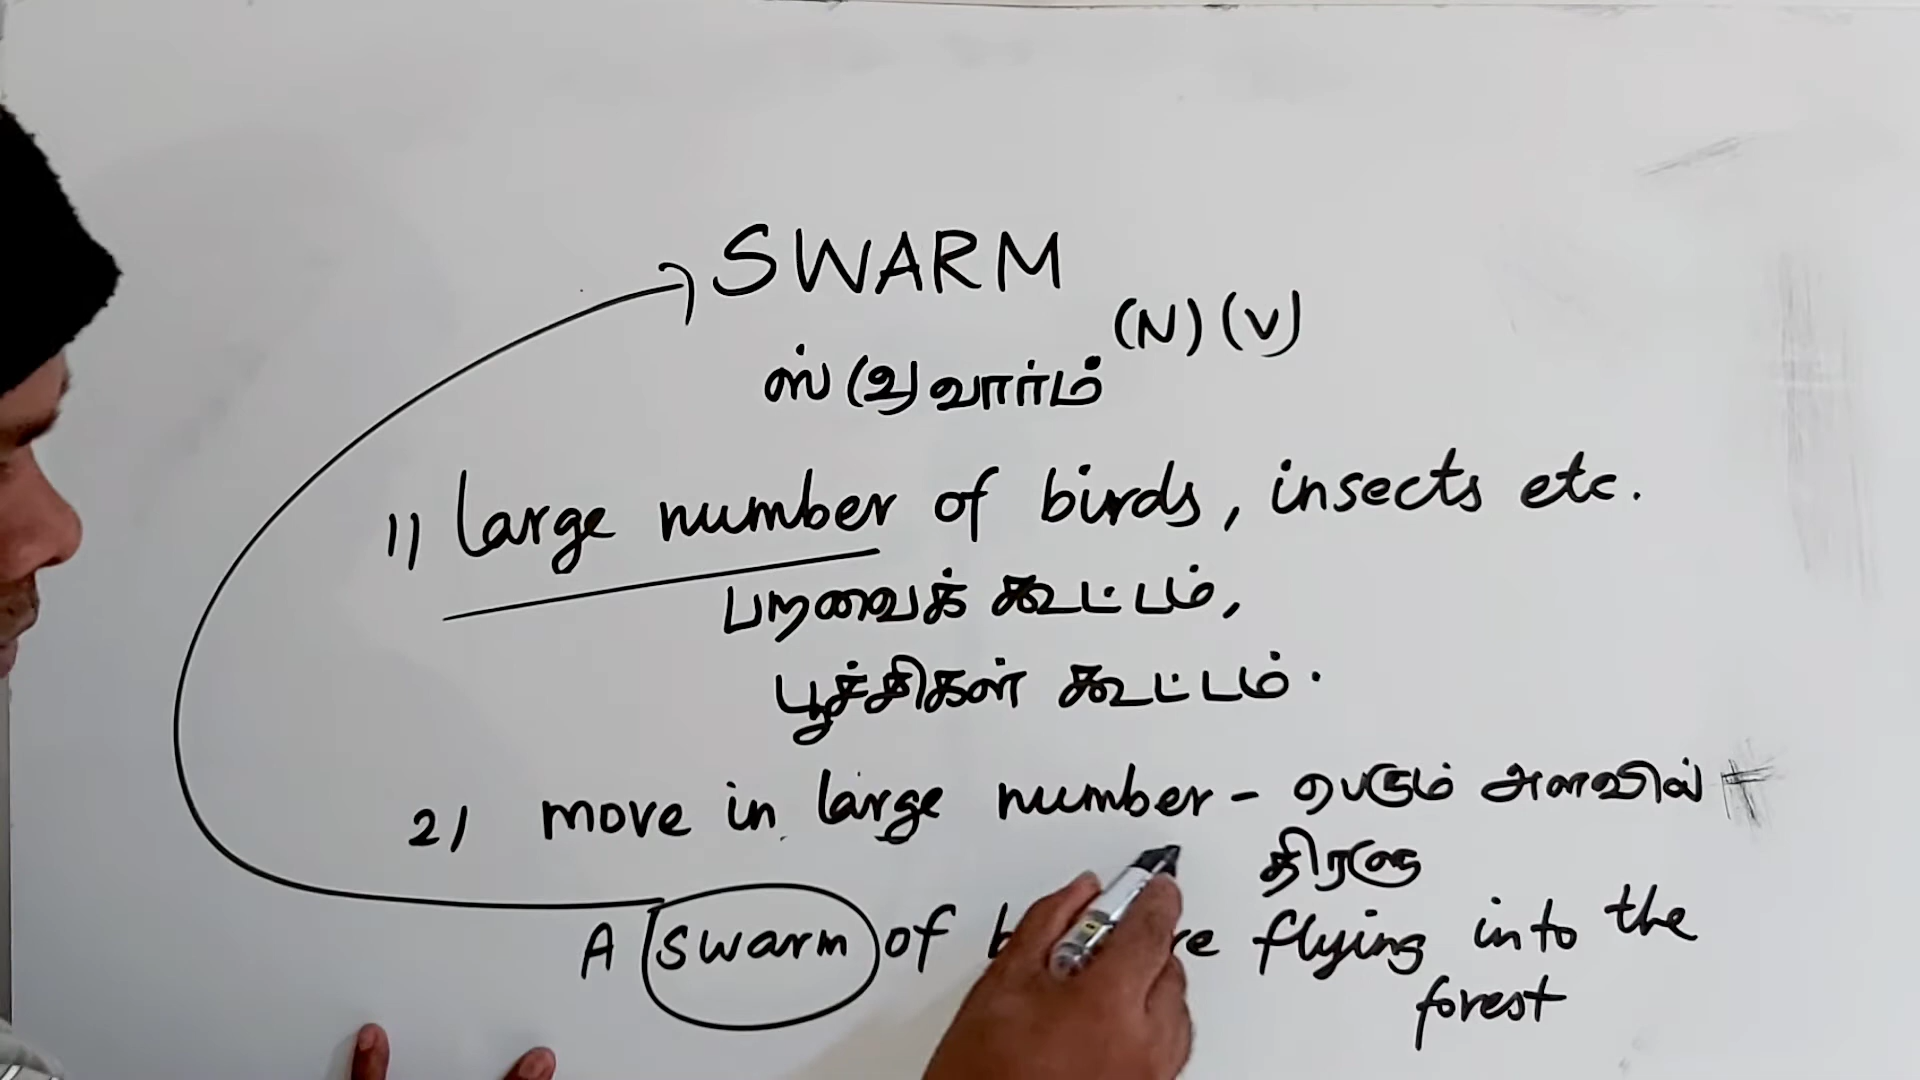 SWARM
(N) (V)
ஸ் (வு) வார்ம்
1) large number of birds, insects etc.
பறவைக் கூட்டம்,
பூச்சிகள் கூட்டம்.
2) move in large number - பெரும் அளவில்
திரளு
A swarm of flying into the
forest